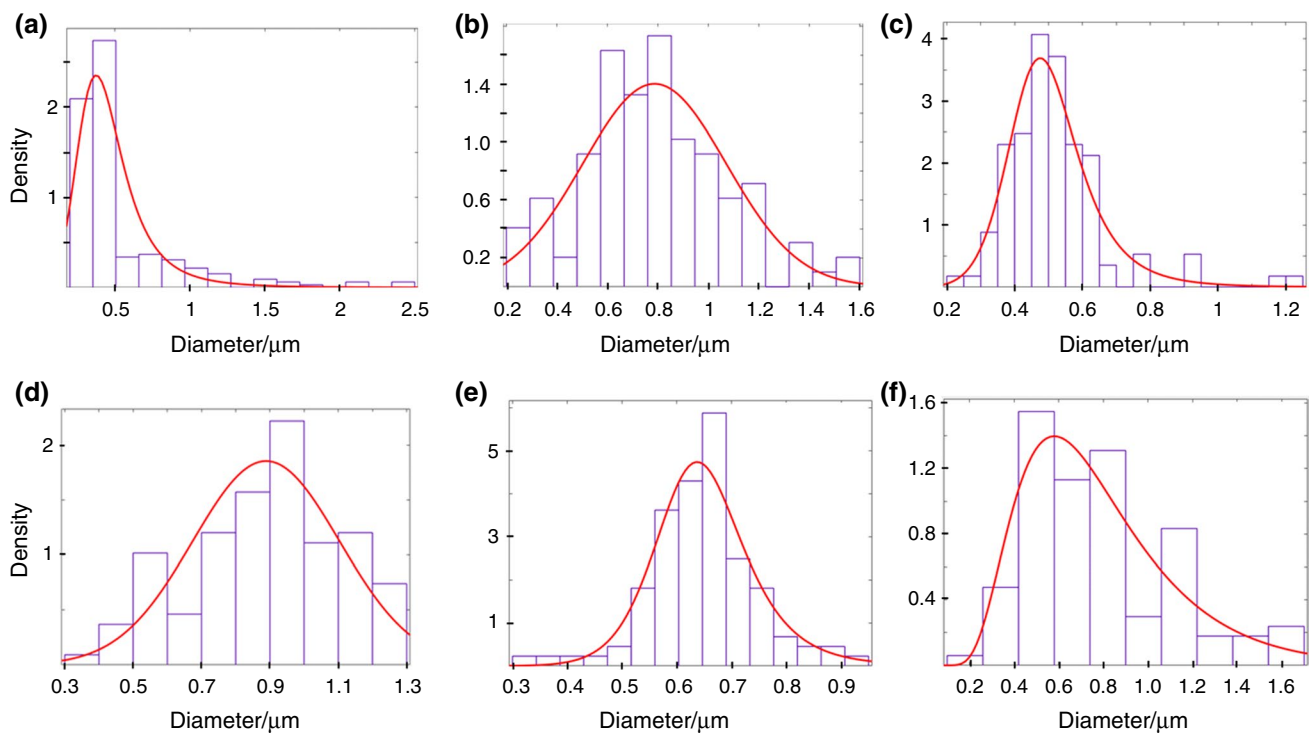 (a)
Density
2
1
0.5 1 1.5 2 2.5
Diameter/μm
(b)
1.4
1.0
0.6
0.2
0.2 0.4 0.6 0.8 1 1.2 1.4 1.6
Diameter/μm
(c)
4
3
2
1
0.2 0.4 0.6 0.8 1 1.2
Diameter/μm
(d)
Density
2
1
0.3 0.5 0.7 0.9 1.1 1.3
Diameter/μm
(e)
5
3
1
0.3 0.4 0.5 0.6 0.7 0.8 0.9
Diameter/μm
(f)
1.6
1.2
0.8
0.4
0.2 0.4 0.6 0.8 1.0 1.2 1.4 1.6
Diameter/μm